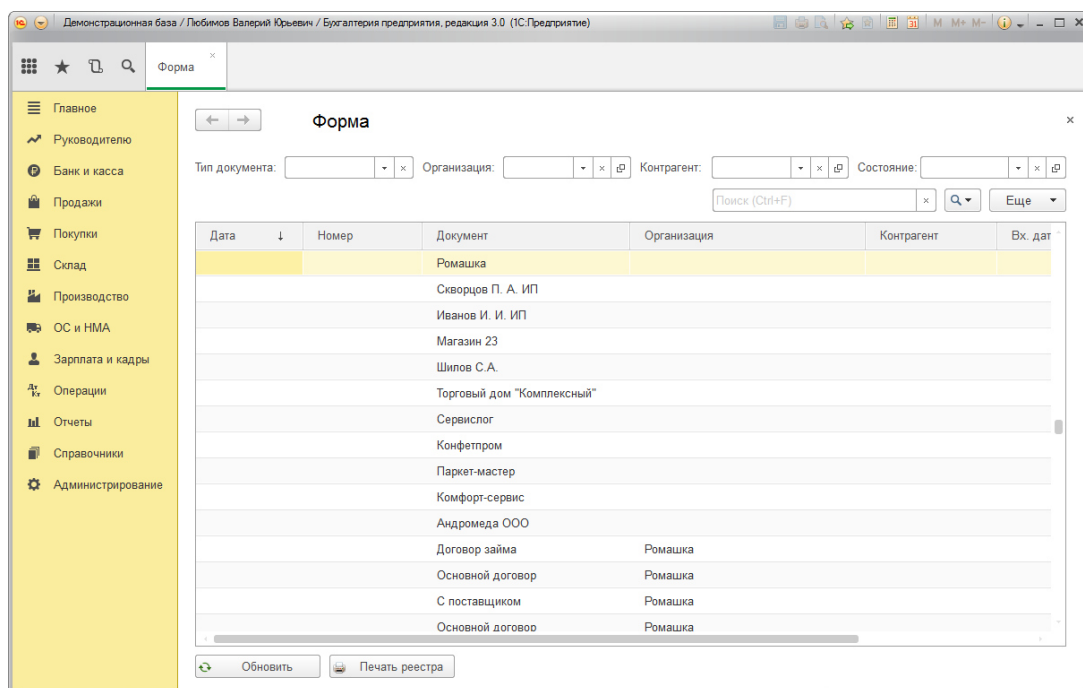 Демонстрационная база / Любимов Валерий Юрьевич / Бухгалтерия предприятия, редакция 3.0 (1С:Предприятие)
M M+ M-
Форма
Главное
Руководителю
Банк и касса
Продажи
Покупки
Склад
Производство
ОС и НМА
Зарплата и кадры
Операции
Отчеты
Справочники
Администрирование
Форма
Тип документа: Организация: Контрагент: Состояние:
Поиск (Ctrl+F) Еще
Дата ↓ Номер Документ Организация Контрагент Вх. дат
Ромашка
Скворцов П. А. ИП
Иванов И. И. ИП
Магазин 23
Шилов С.А.
Торговый дом "Комплексный"
Сервислог
Конфетпром
Паркет-мастер
Комфорт-сервис
Андромеда ООО
Договор займа Ромашка
Основной договор Ромашка
С поставщиком Ромашка
Основной договор Ромашка
Обновить Печать реестра